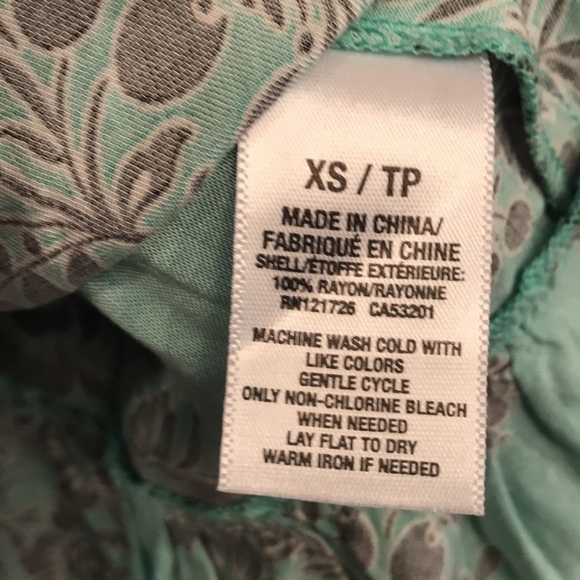 XS / TP
MADE IN CHINA/
FABRIQUÉ EN CHINE
SHELL/ÉTOFFE EXTÉRIEURE:
100% RAYON/RAYONNE
RN121726 CA53201
MACHINE WASH COLD WITH
LIKE COLORS
GENTLE CYCLE
ONLY NON-CHLORINE BLEACH
WHEN NEEDED
LAY FLAT TO DRY
WARM IRON IF NEEDED